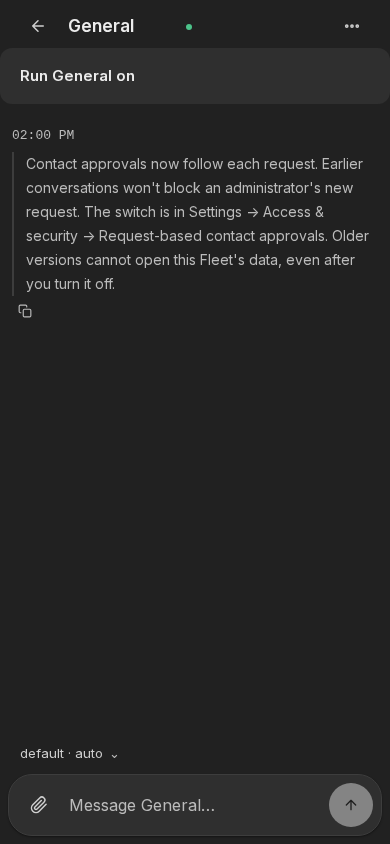 General
Run General on
02:00 PM
Contact approvals now follow each request. Earlier
conversations won't block an administrator's new
request. The switch is in Settings → Access &
security → Request-based contact approvals. Older
versions cannot open this Fleet's data, even after
you turn it off.
default · auto
Message General...